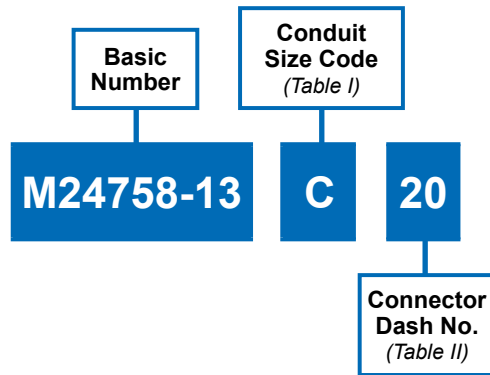 Basic
Number
Conduit
Size Code
(Table I)
M24758-13
C
20
Connector
Dash No.
(Table II)